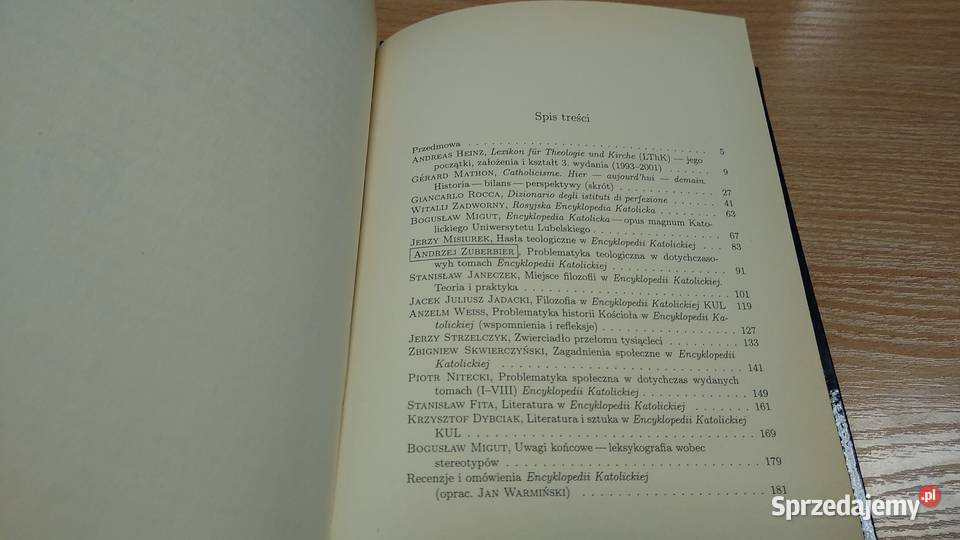 Spis treści
Przedmowa . . . . . . . . . . . . . . . . . . . . . . . . . . 5
Andreas Heinz, Lexikon für Theologie und Kirche (LThK) — jego
początki, założenia i kształt 3. wydania (1993–2001) . . . . . . 9
Gérard Mathon, Catholicisme. Hier — aujourd'hui — demain.
Historia — bilans — perspektywy (skrót) . . . . . . . . . . . 27
Giancarlo Rocca, Dizionario degli istituti di perfezione . . . . . 41
Witalij Zadworny, Rosyjska Encyklopedia Katolicka . . . . . . . 63
Bogusław Migut, Encyklopedia Katolicka — opus magnum Kato-
lickiego Uniwersytetu Lubelskiego . . . . . . . . . . . . . 67
Jerzy Misiurek, Hasła teologiczne w Encyklopedii Katolickiej . . . 83
Andrzej Zuberbier, Problematyka teologiczna w dotychczaso-
wyh tomach Encyklopedii Katolickiej . . . . . . . . . . . . 91
Stanisław Janeczek, Miejsce filozofii w Encyklopedii Katolickiej.
Teoria i praktyka . . . . . . . . . . . . . . . . . . . . 101
Jacek Juliusz Jadacki, Filozofia w Encyklopedii Katolickiej KUL 119
Anzelm Weiss, Problematyka historii Kościoła w Encyklopedii Ka-
tolickiej (wspomnienia i refleksje) . . . . . . . . . . . . . 127
Jerzy Strzelczyk, Zwierciadło przełomu tysiącleci . . . . . . . 133
Zbigniew Skwierczyński, Zagadnienia społeczne w Encyklopedii
Katolickiej . . . . . . . . . . . . . . . . . . . . . . 141
Piotr Nitecki, Problematyka społeczna w dotychczas wydanych
tomach (I–VIII) Encyklopedii Katolickiej . . . . . . . . . . 149
Stanisław Fita, Literatura w Encyklopedii Katolickiej . . . . . . 161
Krzysztof Dybciak, Literatura i sztuka w Encyklopedii Katolickiej
KUL . . . . . . . . . . . . . . . . . . . . . . . . . 169
Bogusław Migut, Uwagi końcowe — leksykografia wobec
stereotypów . . . . . . . . . . . . . . . . . . . . . . 179
Recenzje i omówienia Encyklopedii Katolickiej
(oprac. Jan Warmiński) . . . . . . . . . . . . . . . . . 181
Sprzedajemy.pl